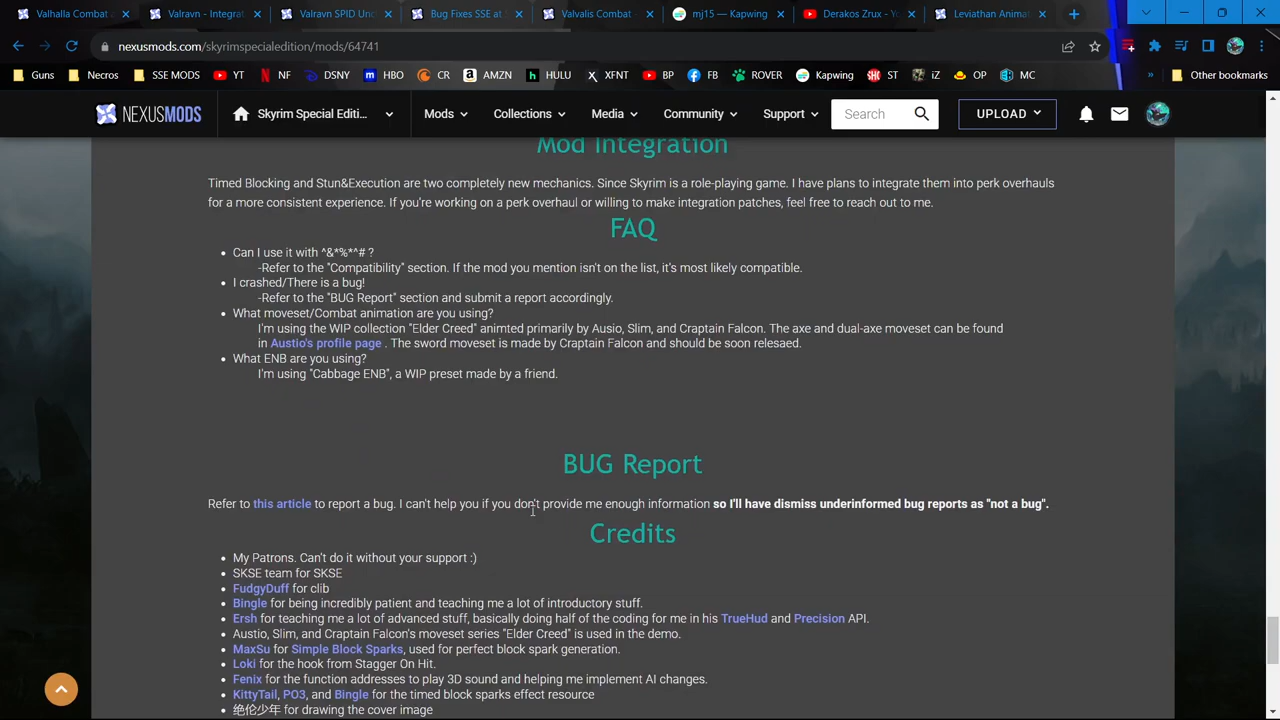 Valhalla Combat a
Valravn - Integrat
Valravn SPID Unc
Bug Fixes SSE at S
Valvalis Combat
mj15 — Kapwing
Derakos Zrux - Yo
Leviathan Animat
nexusmods.com/skyrimspecialedition/mods/64741
Guns Necros SSE MODS YT NF DSNY HBO CR AMZN HULU XFNT BP FB ROVER Kapwing ST iZ OP MC » Other bookmarks
NEXUSMODS Skyrim Special Editi... Mods Collections Media Community Support Search UPLOAD
Mod Integration
Timed Blocking and Stun&Execution are two completely new mechanics. Since Skyrim is a role-playing game. I have plans to integrate them into perk overhauls
for a more consistent experience. If you're working on a perk overhaul or willing to make integration patches, feel free to reach out to me.
FAQ
• Can I use it with ^&*%*^# ?
-Refer to the "Compatibility" section. If the mod you mention isn't on the list, it's most likely compatible.
• I crashed/There is a bug!
-Refer to the "BUG Report" section and submit a report accordingly.
• What moveset/Combat animation are you using?
I'm using the WIP collection "Elder Creed" animted primarily by Ausio, Slim, and Craptain Falcon. The axe and dual-axe moveset can be found
in Austio's profile page . The sword moveset is made by Craptain Falcon and should be soon relesaed.
• What ENB are you using?
I'm using "Cabbage ENB", a WIP preset made by a friend.
BUG Report
Refer to this article to report a bug. I can't help you if you don't provide me enough information so I'll have dismiss underinformed bug reports as "not a bug".
Credits
• My Patrons. Can't do it without your support :)
• SKSE team for SKSE
• FudgyDuff for clib
• Bingle for being incredibly patient and teaching me a lot of introductory stuff.
• Ersh for teaching me a lot of advanced stuff, basically doing half of the coding for me in his TrueHud and Precision API.
• Austio, Slim, and Craptain Falcon's moveset series "Elder Creed" is used in the demo.
• MaxSu for Simple Block Sparks, used for perfect block spark generation.
• Loki for the hook from Stagger On Hit.
• Fenix for the function addresses to play 3D sound and helping me implement AI changes.
• KittyTail, PO3, and Bingle for the timed block sparks effect resource
• 绝伦少年 for drawing the cover image